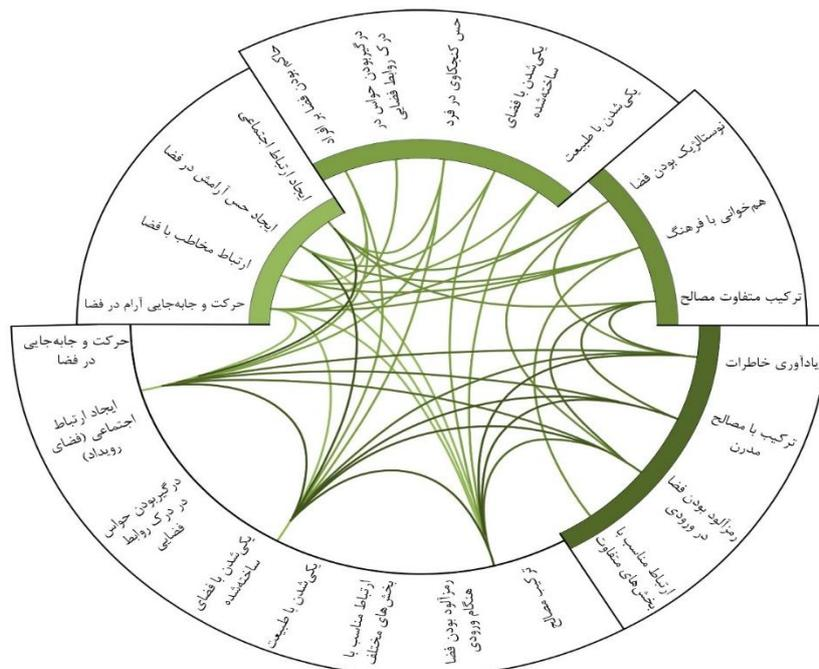 حاکم‌بودن فضا بر افراد
درگیربودن حواس در
درک روابط فضایی
حس کنجکاوی در فرد
یکی‌شدن با فضای
ساخته‌شده
یکی‌شدن با طبیعت
نوستالژیک بودن فضا
هم‌خوانی با فرهنگ
ترکیب متفاوت مصالح
یادآوری خاطرات
ترکیب با مصالح
مدرن
رمزآلود بودن فضا
در ورودی
ارتباط مناسب با
بخش‌های متفاوت
ترکیب مصالح
رمزآلود بودن فضا
هنگام ورودی
ارتباط مناسب با
بخش‌های مختلف
یکی‌شدن با طبیعت
یکی‌شدن با فضای
ساخته‌شده
درگیربودن حواس
در درک روابط
فضایی
ایجاد ارتباط
اجتماعی (فضای
رویداد)
حرکت و جابه‌جایی
در فضا
حرکت و جابه‌جایی آرام در فضا
ارتباط مخاطب با فضا
ایجاد حس آرامش در فضا
ایجاد ارتباط اجتماعی